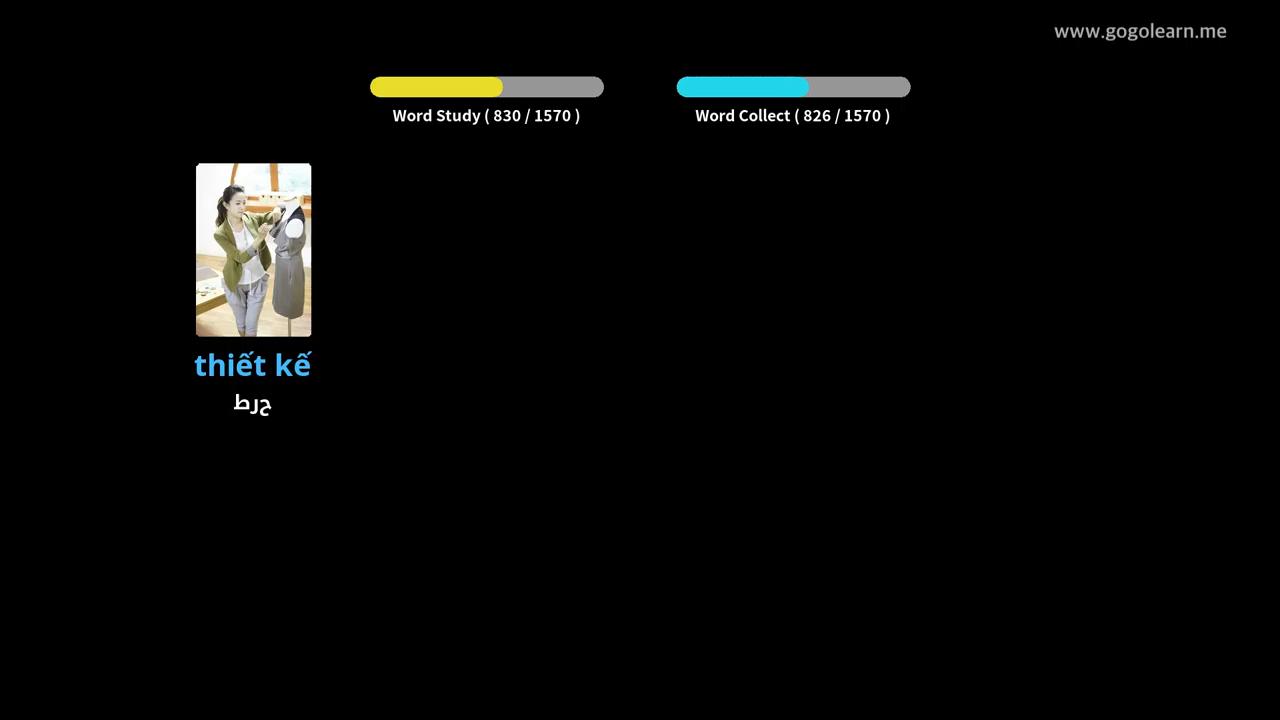 www.gogolearn.me
Word Study ( 830 / 1570 )
Word Collect ( 826 / 1570 )
thiết kế
طرح